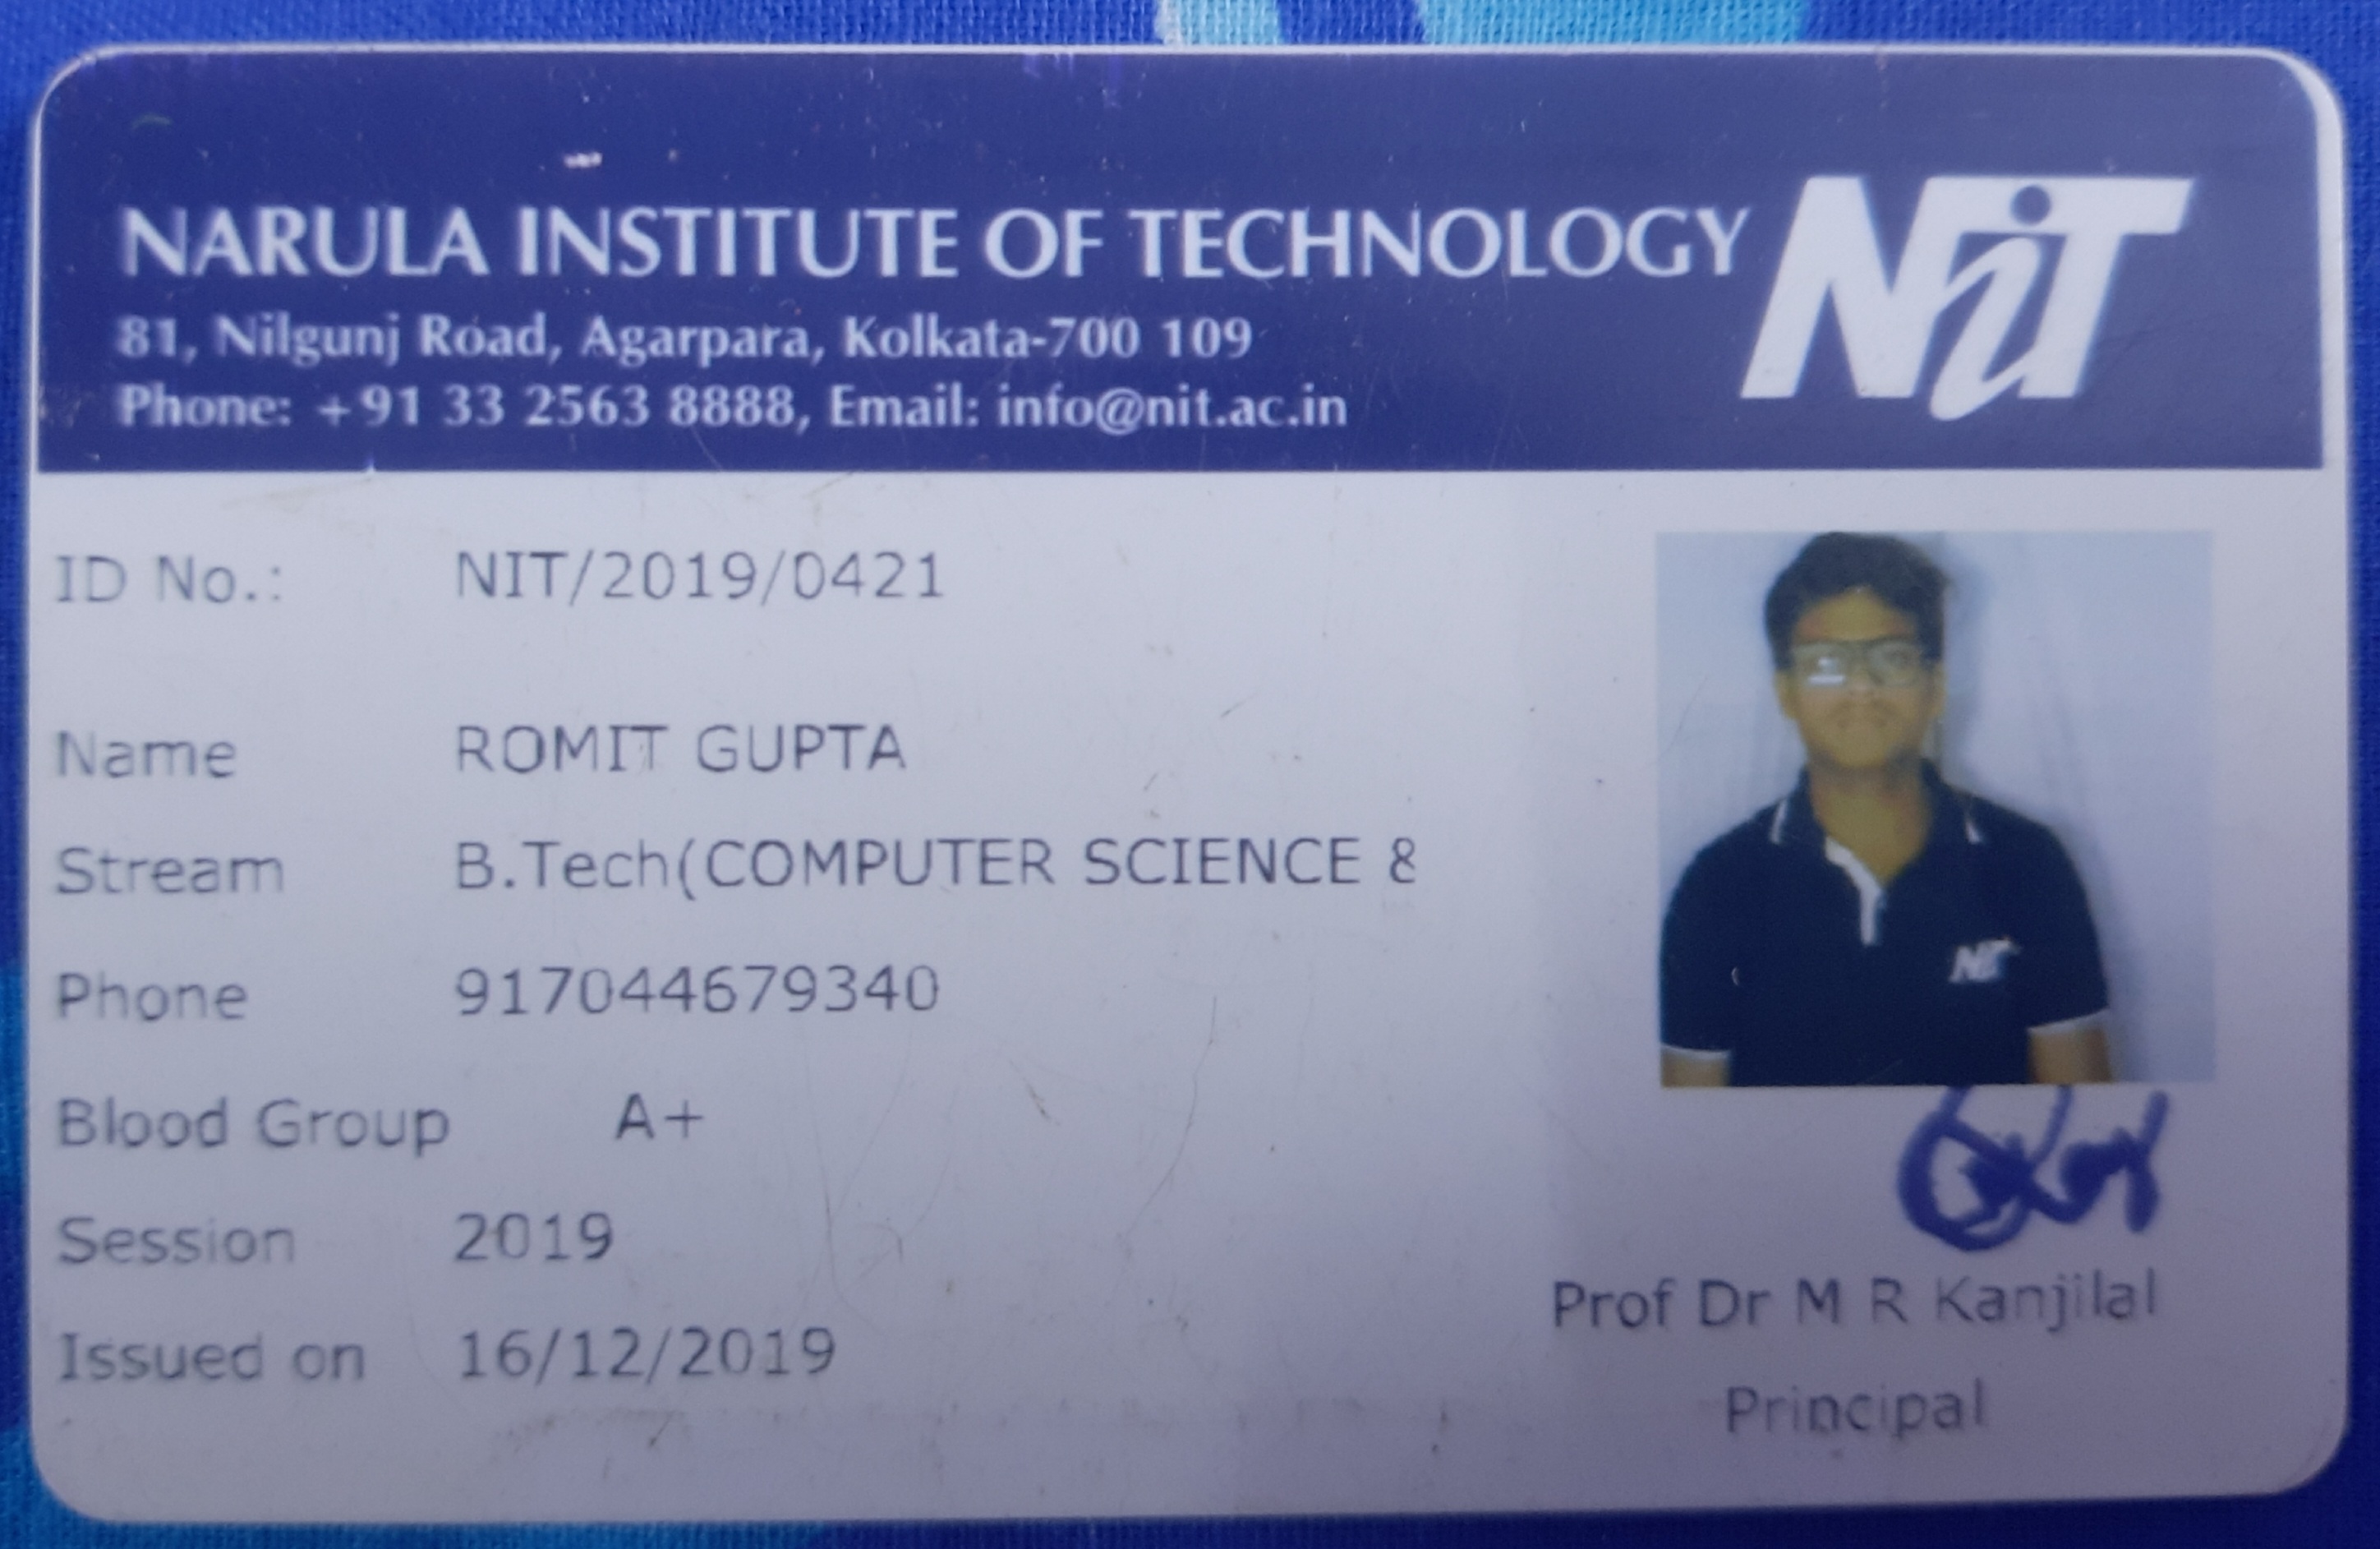 NARULA INSTITUTE OF TECHNOLOGY
NiT
81, Nilgunj Road, Agarpara, Kolkata-700 109
Phone: +91 33 2563 8888, Email: info@nit.ac.in
ID No.: NIT/2019/0421
Name ROMIT GUPTA
Stream B.Tech(COMPUTER SCIENCE &
Phone 917044679340
Blood Group A+
Session 2019
Issued on 16/12/2019
NiT
Prof Dr M R Kanjilal
Principal